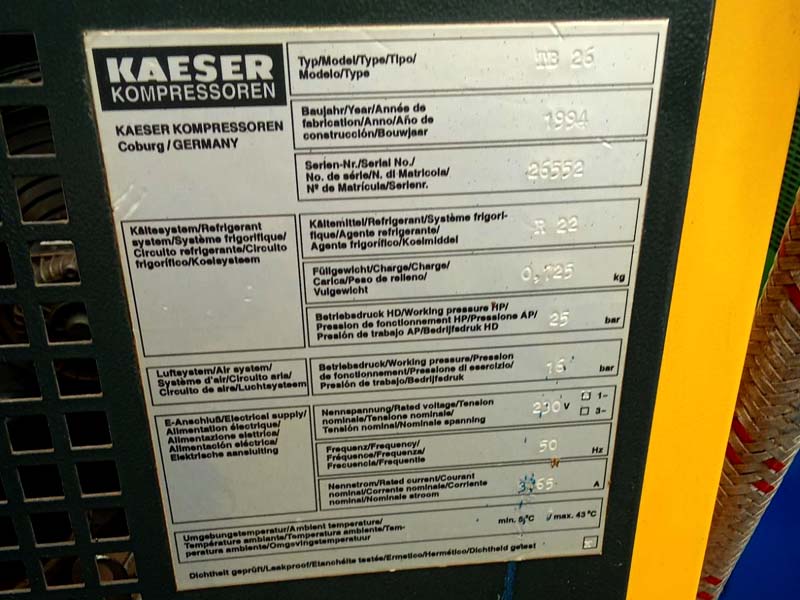 KAESER
KOMPRESSOREN
KAESER KOMPRESSOREN
Coburg/GERMANY
Typ/Model/Type/Tipo/
Modelo/Type
TB 26
Baujahr/Year/Année de
fabrication/Anno/Año de
construcción/Bouwjaar
1994
Serien-Nr./Serial No./
No. de série/N. di Matricola/
Nº de Matrícula/Serienr.
26552
Kältesystem/Refrigerant
system/Système frigorifique/
Circuito refrigerante/Circuito
frigorífico/Koelsysteem
Kältemittel/Refrigerant/Système frigori-
fique/Agente refrigerante/
Agente frigorífico/Koelmiddel
R 22
Füllgewicht/Charge/Charge/
Carica/Peso de relleno/
Vulgewicht
0,725 kg
Betriebsdruck HD/Working pressure HP/
Pression de fonctionnement HP/Pressione AP/
Presión de trabajo AP/Bedrijfsdruk HD
25 bar
Luftsystem/Air system/
Système d'air/Circuito aria/
Circuito de aire/Luchtsysteem
Betriebsdruck/Working pressure/Pression
de fonctionnement/Pressione di esercizio/
Presión de trabajo/Bedrijfsdruk
16 bar
E-Anschluß/Electrical supply/
Alimentation électrique/
Alimentazione elettrica/
Alimentación eléctrica/
Elektrische aansluiting
Nennspannung/Rated voltage/Tension
nominale/Tensione nominale/
Tensión nominal/Nominale spanning
230 V
1~
3~
Frequenz/Frequency/
Fréquence/Frequenza/
Frecuencia/Frequentie
50 Hz
Nennstrom/Rated current/Courant
nominal/Corrente nominale/Corriente
nominal/Nominale stroom
3,65 A
Umgebungstemperatur/Ambient temperature/
Température ambiante/Temperatura ambiente/Tem-
peratura ambiente/Omgevingstemperatuur
min. 5°C / max. 43°C
Dichtheit geprüft/Leakproof/Etanchéité testée/Ermetico/Hermético/Dichtheid getest